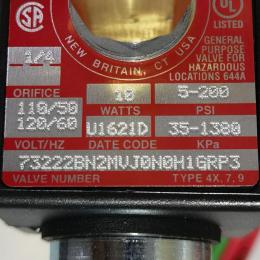 SA
UL
LISTED
NEW BRITAIN, CT USA
GENERAL
PURPOSE
VALVE FOR
HAZARDOUS
LOCATIONS 644A
1/4
ORIFICE 10 5-200
110/50 WATTS PSI
120/60 U1621D 35-1380
VOLT/HZ DATE CODE KPa
73222BN2MVJ0N0H1GRP3
VALVE NUMBER TYPE 4X, 7, 9